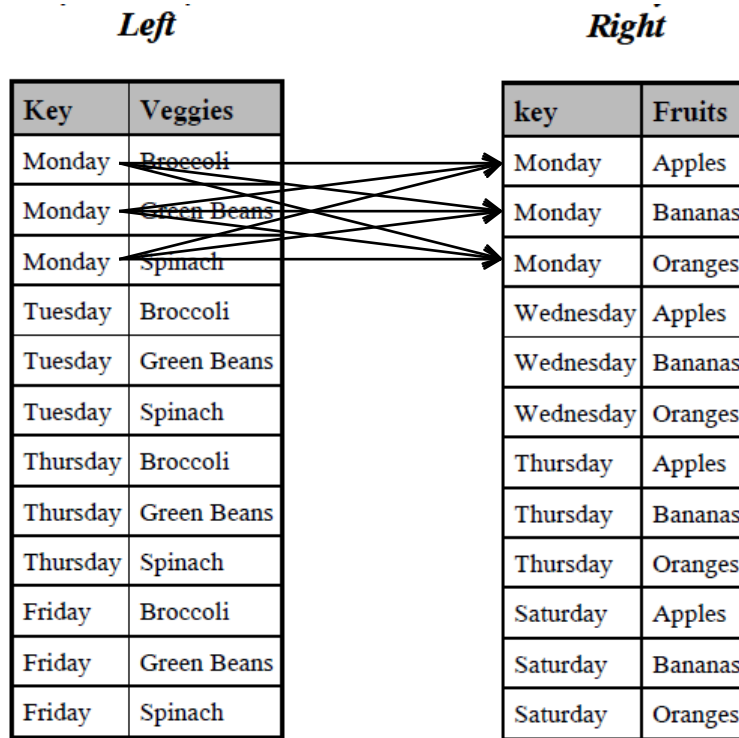 Left Right
Key Veggies key Fruits
Monday Broccoli Monday Apples
Monday Green Beans Monday Bananas
Monday Spinach Monday Oranges
Tuesday Broccoli Wednesday Apples
Tuesday Green Beans Wednesday Bananas
Tuesday Spinach Wednesday Oranges
Thursday Broccoli Thursday Apples
Thursday Green Beans Thursday Bananas
Thursday Spinach Thursday Oranges
Friday Broccoli Saturday Apples
Friday Green Beans Saturday Bananas
Friday Spinach Saturday Oranges